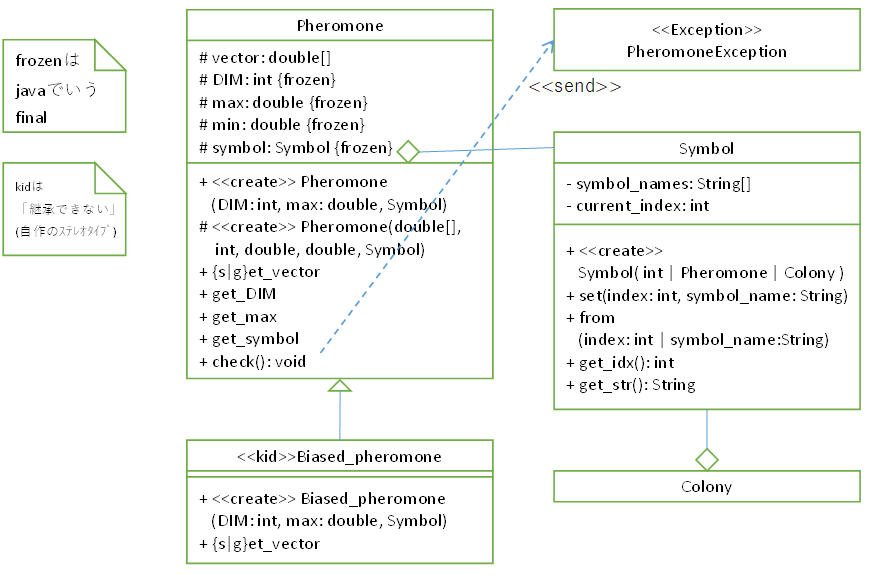 frozenは
javaでいう
final
kidは
「継承できない」
(自作のｽﾃﾚｵﾀｲﾌﾟ)
Pheromone
# vector: double[]
# DIM: int {frozen}
# max: double {frozen}
# min: double {frozen}
# symbol: Symbol {frozen}
+ <<create>> Pheromone
(DIM: int, max: double, Symbol)
# <<create>> Pheromone(double[],
int, double, double, Symbol)
+ {s|g}et_vector
+ get_DIM
+ get_max
+ get_symbol
+ check(): void
<<Exception>>
PheromoneException
<<send>>
Symbol
- symbol_names: String[]
- current_index: int
+ <<create>>
Symbol( int | Pheromone | Colony )
+ set(index: int, symbol_name: String)
+ from
(index: int | symbol_name:String)
+ get_idx(): int
+ get_str(): String
<<kid>>Biased_pheromone
+ <<create>> Biased_pheromone
(DIM: int, max: double, Symbol)
+ {s|g}et_vector
Colony